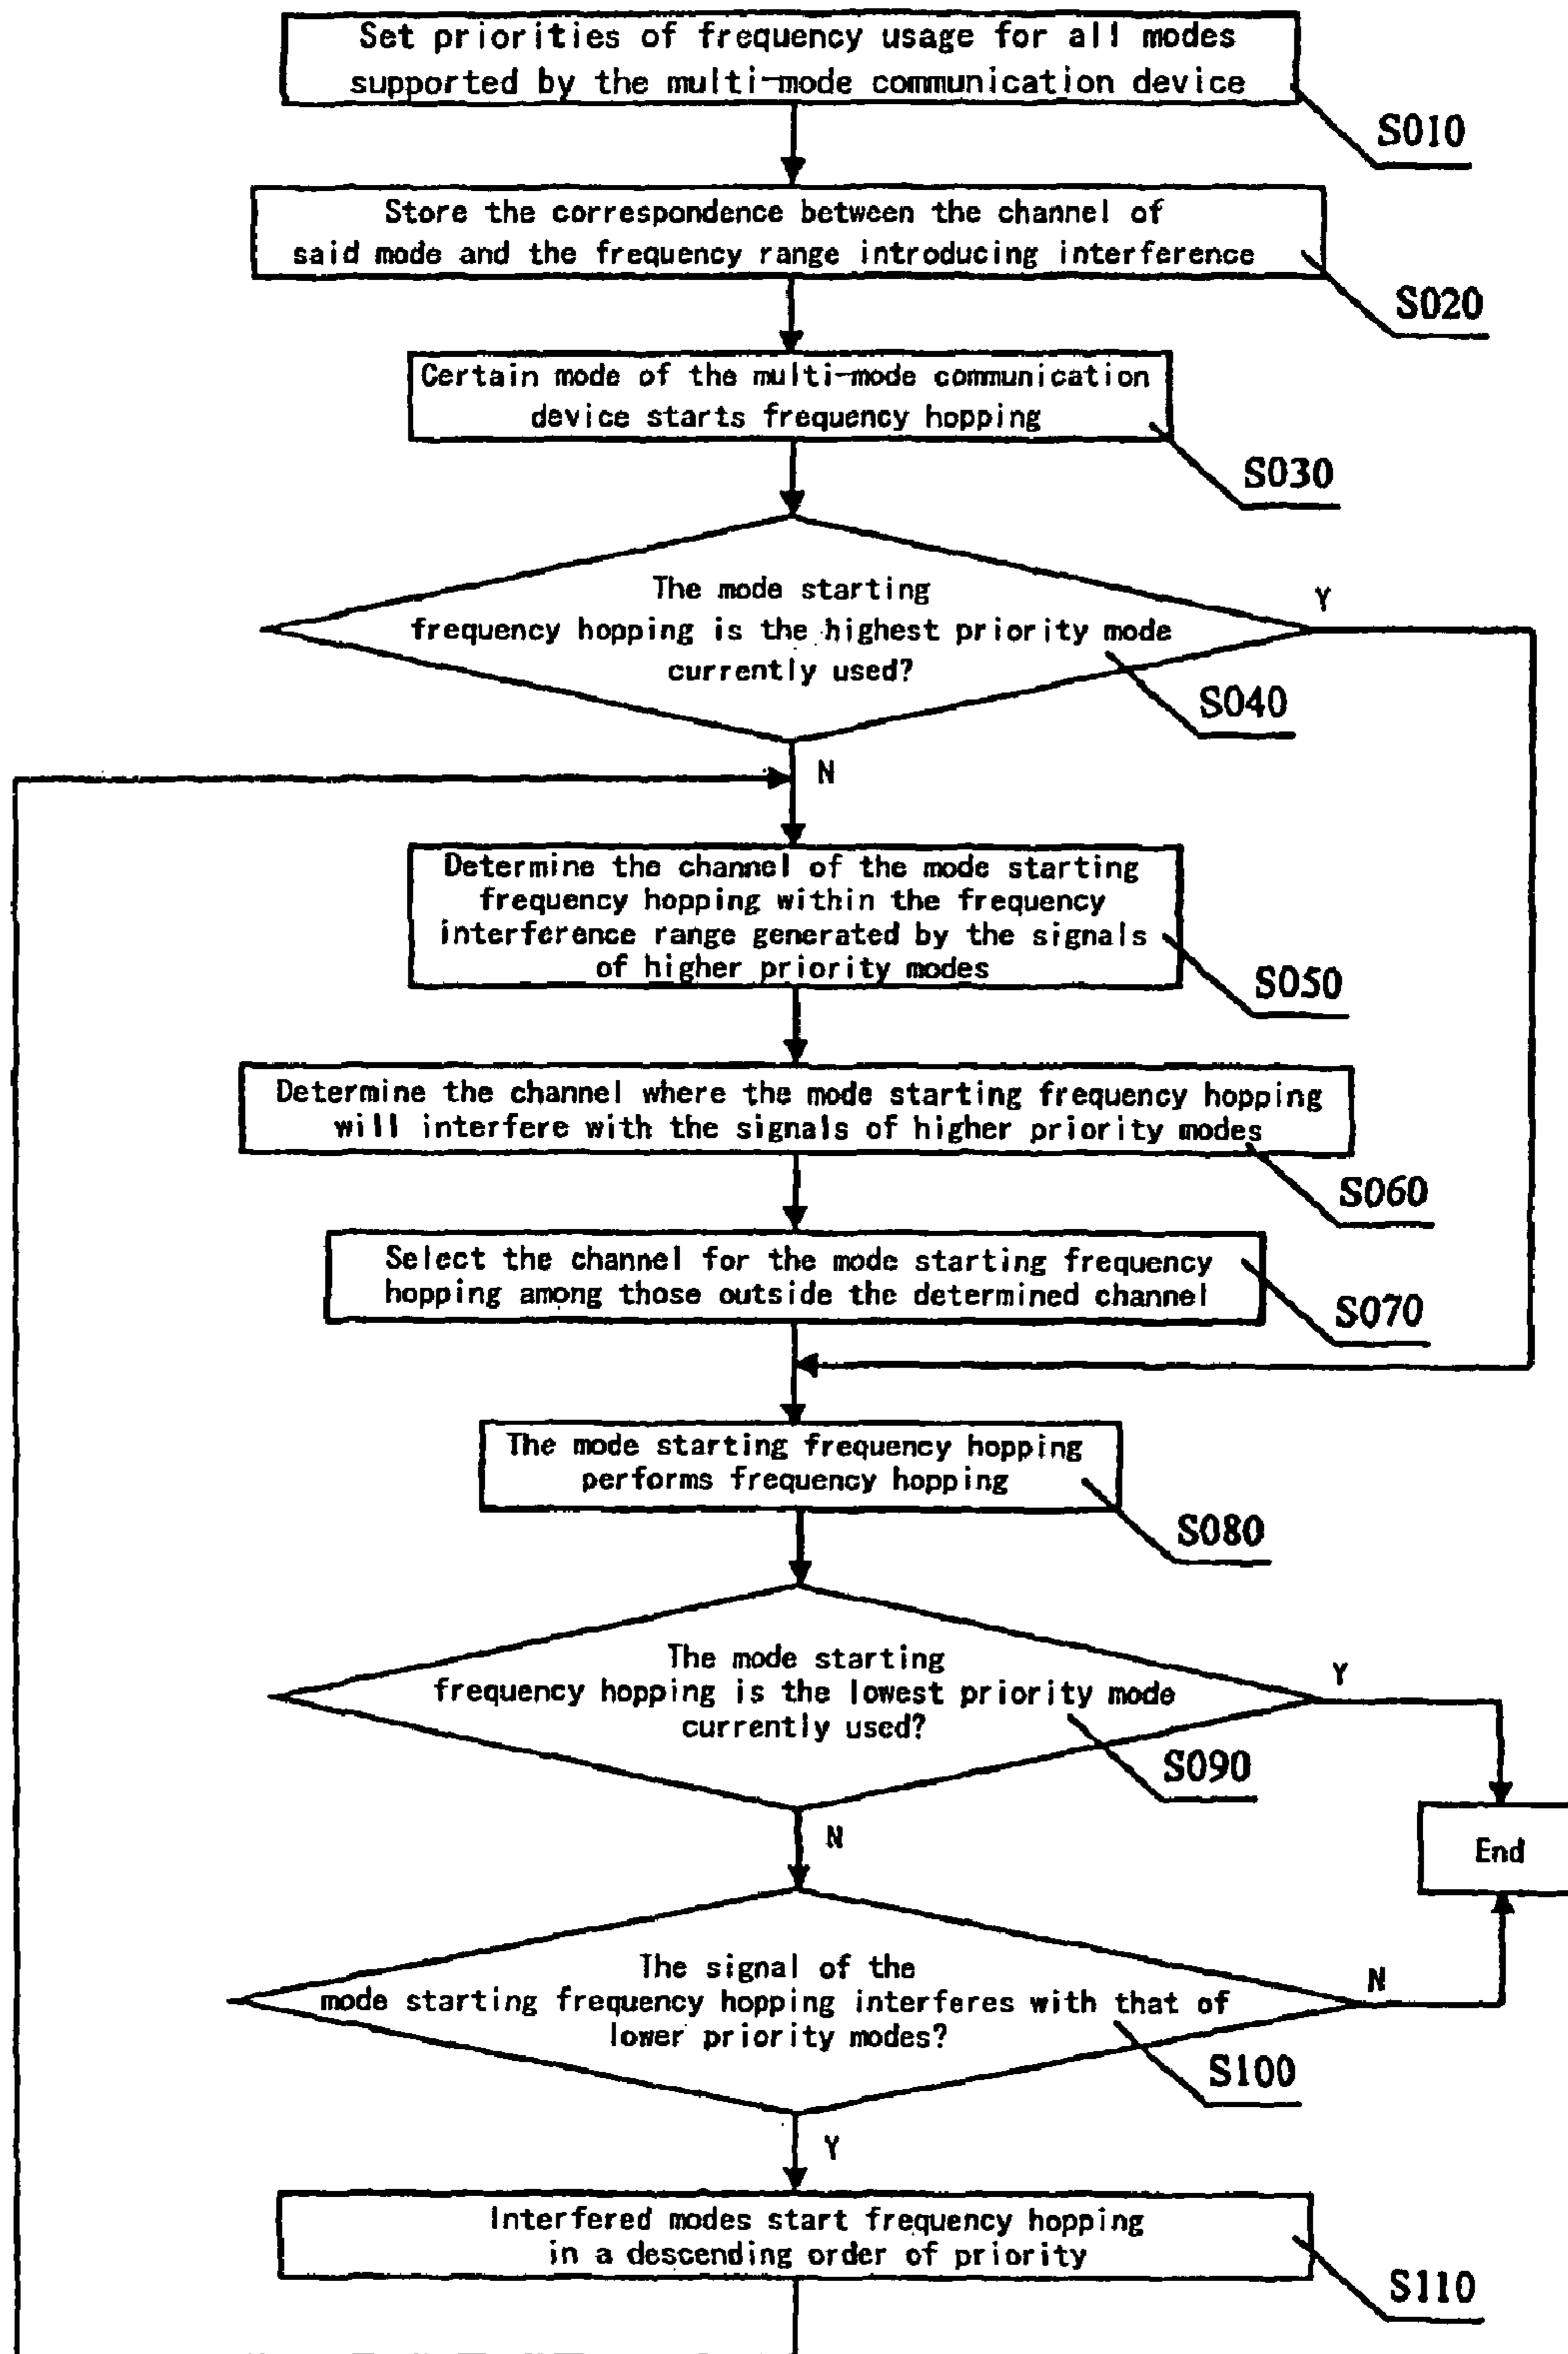 Set priorities of frequency usage for all modes
supported by the multi-mode communication device
S010
Store the correspondence between the channel of
said mode and the frequency range introducing interference
S020
Certain mode of the multi-mode communication
device starts frequency hopping
S030
The mode starting
frequency hopping is the highest priority mode
currently used?
Y
S040
N
Determine the channel of the mode starting
frequency hopping within the frequency
interference range generated by the signals
of higher priority modes
S050
Determine the channel where the mode starting frequency hopping
will interfere with the signals of higher priority modes
S060
Select the channel for the mode starting frequency
hopping among those outside the determined channel
S070
The mode starting frequency hopping
performs frequency hopping
S080
The mode starting
frequency hopping is the lowest priority mode
currently used?
Y
S090
N
End
The signal of the
mode starting frequency hopping interferes with that of
lower priority modes?
N
S100
Y
Interfered modes start frequency hopping
in a descending order of priority
S110